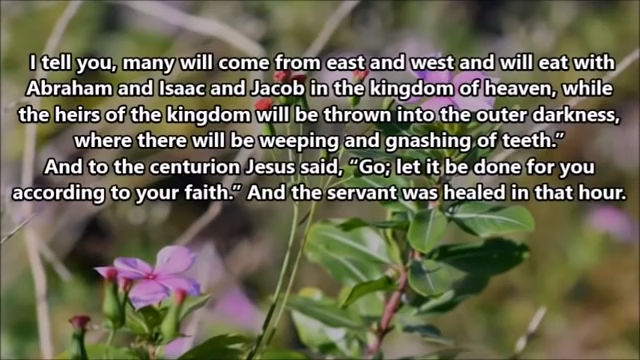 I tell you, many will come from east and west and will eat with
Abraham and Isaac and Jacob in the kingdom of heaven, while
the heirs of the kingdom will be thrown into the outer darkness,
where there will be weeping and gnashing of teeth.”
And to the centurion Jesus said, “Go; let it be done for you
according to your faith.” And the servant was healed in that hour.